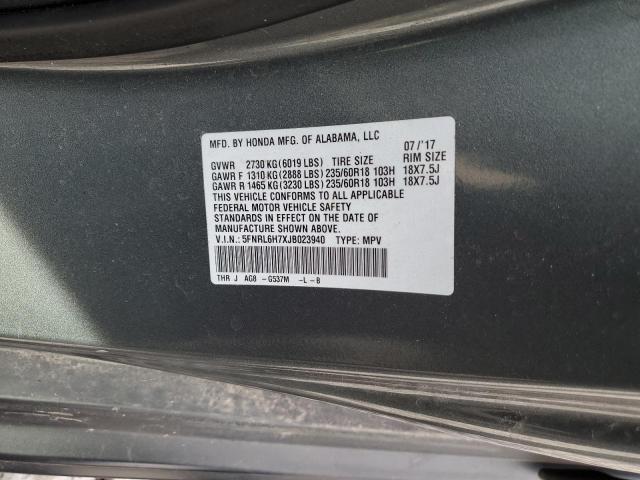 MFD. BY HONDA MFG. OF ALABAMA, LLC 07/'17
GVWR 2730 KG (6019 LBS) TIRE SIZE RIM SIZE
GAWR F 1310 KG (2888 LBS) 235/60R18 103H 18X7.5J
GAWR R 1465 KG (3230 LBS) 235/60R18 103H 18X7.5J
THIS VEHICLE CONFORMS TO ALL APPLICABLE
FEDERAL MOTOR VEHICLE SAFETY
STANDARDS IN EFFECT ON THE DATE OF
MANUFACTURE SHOWN ABOVE.
V.I.N.: 5FNRL6H7XJB023940 TYPE: MPV
THR J AG8 - G537M -L-B